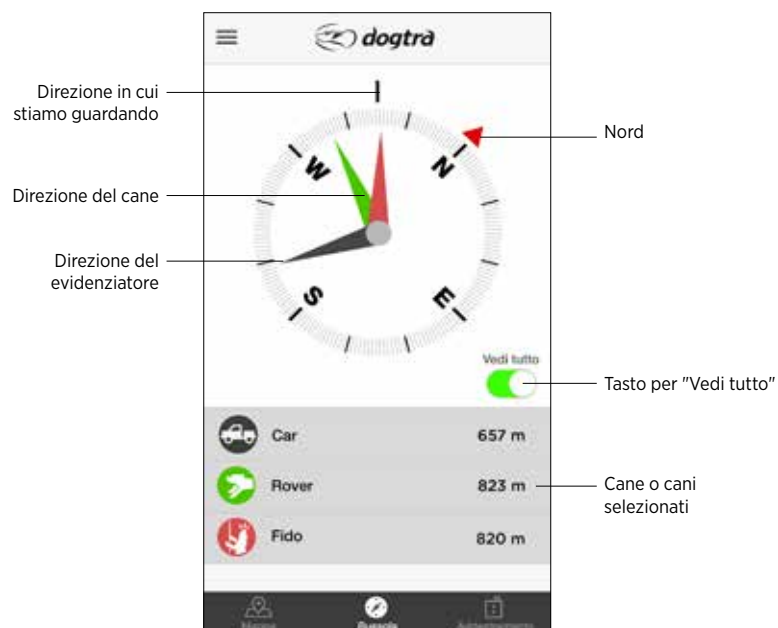 dogtra
Direzione in cui
stiamo guardando
Nord
W
N
Direzione del cane
Direzione del
evidenziatore
S
E
Vedi tutto
Tasto per "Vedi tutto"
Car 657 m
Rover 823 m
Cane o cani
selezionati
Fido 820 m